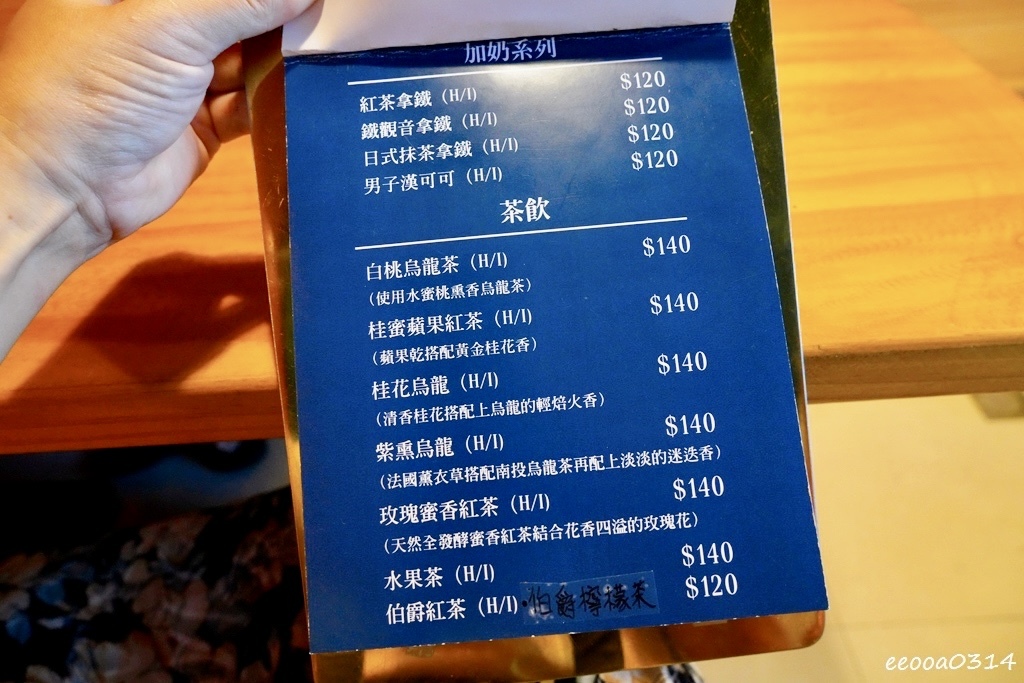 加奶系列
紅茶拿鐵 (H/I) $120
鐵觀音拿鐵 (H/I) $120
日式抹茶拿鐵 (H/I) $120
男子漢可可 (H/I) $120
茶飲
白桃烏龍茶 (H/I) $140
(使用水蜜桃熏香烏龍茶)
桂蜜蘋果紅茶 (H/I) $140
(蘋果乾搭配黃金桂花香)
桂花烏龍 (H/I) $140
(清香桂花搭配上烏龍的輕焙火香)
紫熏烏龍 (H/I) $140
(法國薰衣草搭配南投烏龍茶再配上淡淡的迷迭香)
玫瑰蜜香紅茶 (H/I) $140
(天然全發酵蜜香紅茶結合花香四溢的玫瑰花)
水果茶 (H/I) $140
伯爵紅茶 (H/I)·伯爵檸檬茶 $120
eeooa0314